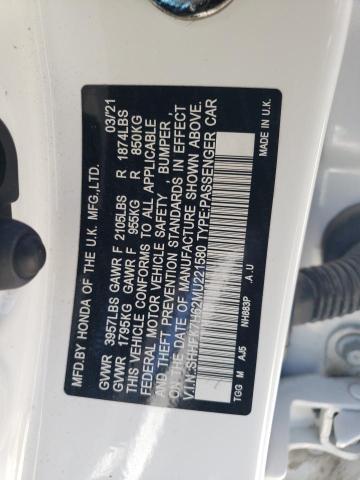 MFD.BY HONDA OF THE U.K. MFG.,LTD. 03/21
GVWR 3957LBS GAWR F 2105LBS R 1874LBS
GVWR 1795KG GAWR F 955KG R 850KG
THIS VEHICLE CONFORMS TO ALL APPLICABLE
FEDERAL MOTOR VEHICLE SAFETY , BUMPER ,
AND THEFT PREVENTION STANDARDS IN EFFECT
ON THE DATE OF MANUFACTURE SHOWN ABOVE.
TYPE:PASSENGER CAR
MADE IN U.K.
TGG M AJ5 NH883P .A.U